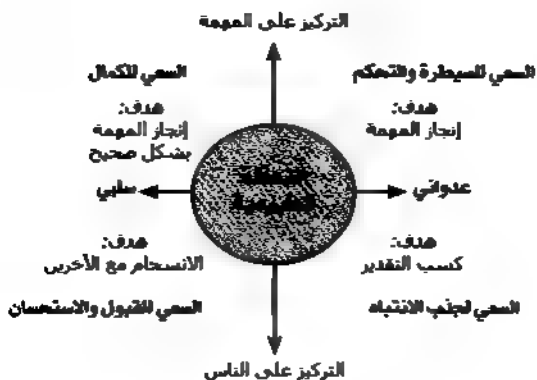 التركيز على المهمة
السعي للكمال
السعي للسيطرة والتحكم
هدف:
إنجاز المهمة
بشكل صحيح
هدف:
إنجاز المهمة
سلبي
عدواني
هدف:
الانسجام مع الآخرين
هدف:
كسب التقدير
السعي للقبول والاستحسان
السعي لجذب الانتباه
التركيز على الناس